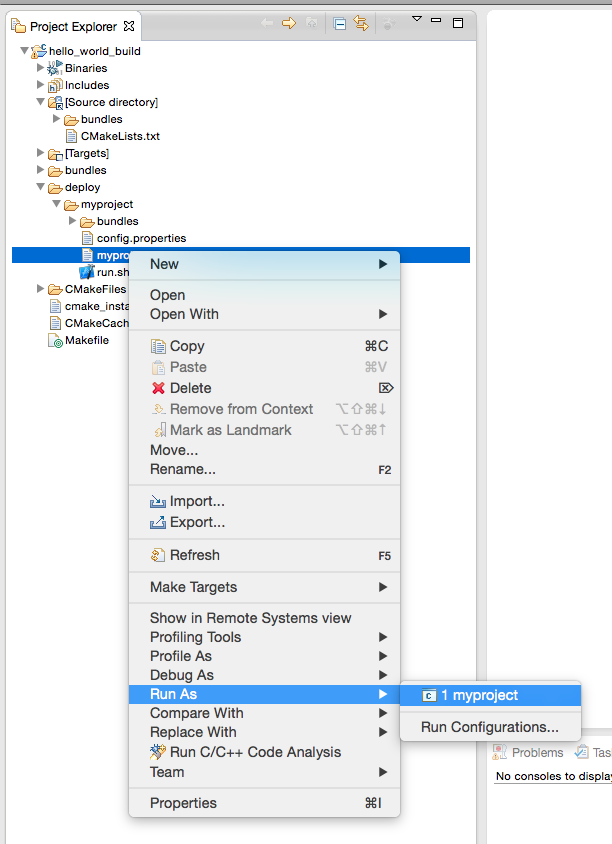 Project Explorer
hello_world_build
Binaries
Includes
[Source directory]
bundles
CMakeLists.txt
[Targets]
bundles
deploy
myproject
bundles
config.properties
mypro
run.sh
CMakeFiles
cmake_insta
CMakeCach
Makefile
New
Open
Open With
Copy ⌘C
Paste ⌘V
Delete ⌦
Remove from Context ⌥⇧⌘↓
Mark as Landmark ⌥⇧⌘↑
Move...
Rename... F2
Import...
Export...
Refresh F5
Make Targets
Show in Remote Systems view
Profiling Tools
Profile As
Debug As
Run As
1 myproject
Compare With
Run Configurations...
Replace With
Run C/C++ Code Analysis
Team
Properties ⌘I
Problems Tas
No consoles to display